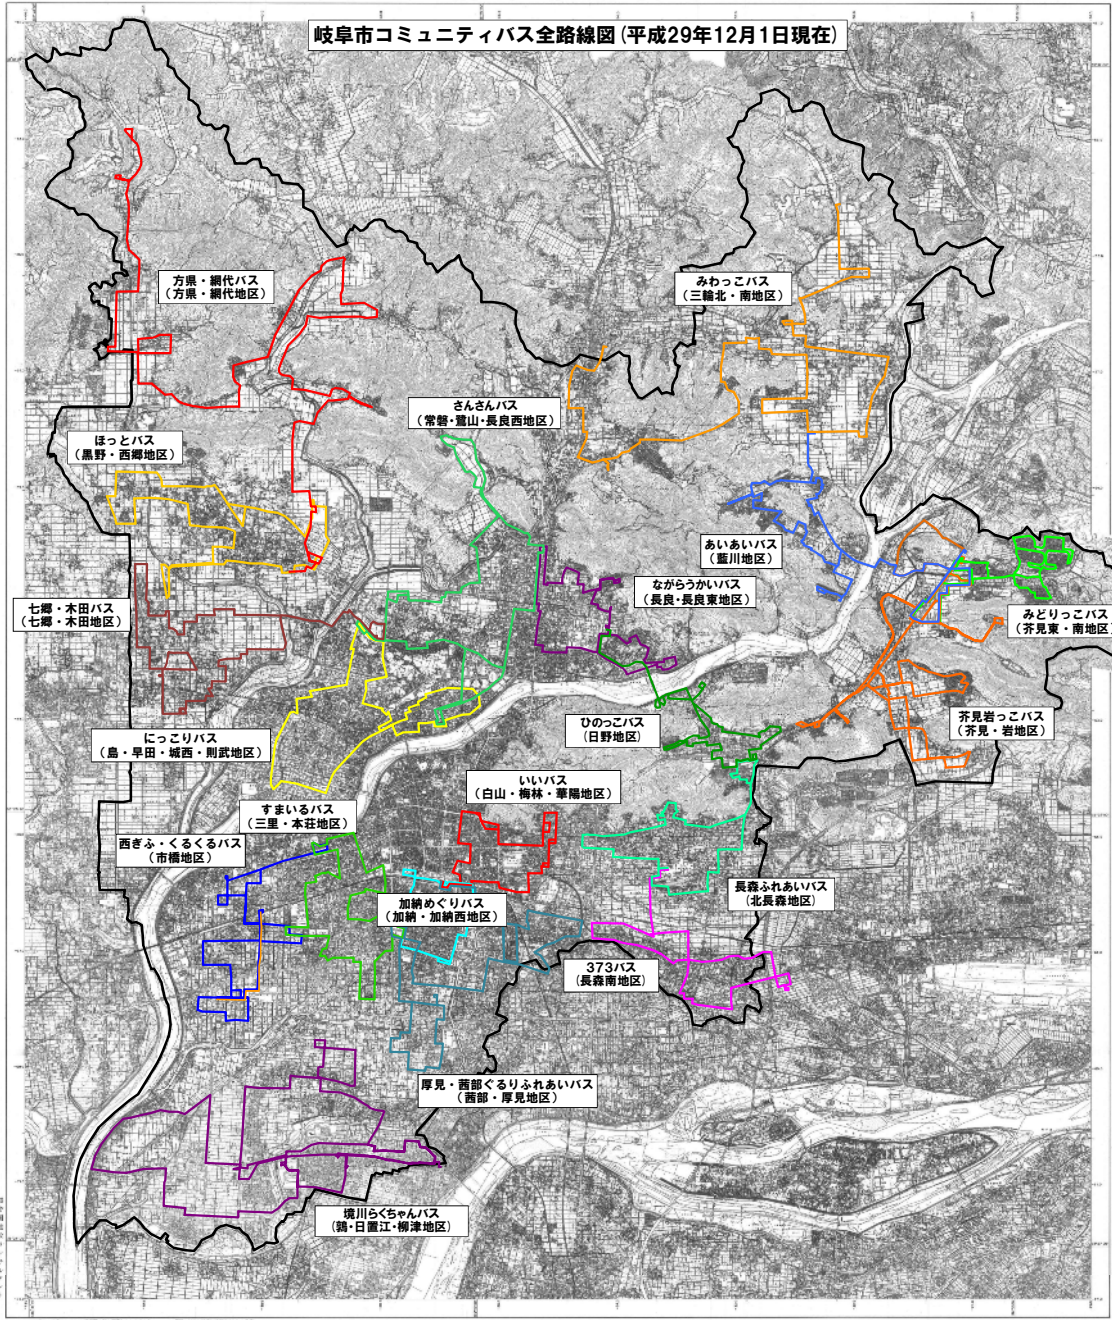 岐阜市コミュニティバス全路線図(平成29年12月1日現在)
方県・網代バス
(方県・網代地区)
みわっこバス
(三輪北・南地区)
さんさんバス
(常磐・鷺山・長良西地区)
ほっとバス
(黒野・西郷地区)
あいあいバス
(藍川地区)
ながらうかいバス
(長良・長良東地区)
七郷・木田バス
(七郷・木田地区)
みどりっこバス
(芥見東・南地区)
にっこりバス
(島・早田・城西・則武地区)
ひのっこバス
(日野地区)
芥見岩っこバス
(芥見・岩地区)
いいバス
(白山・梅林・華陽地区)
すまいるバス
(三里・本荘地区)
西ぎふ・くるくるバス
(市橋地区)
長森ふれあいバス
(北長森地区)
加納めぐりバス
(加納・加納西地区)
373バス
(長森南地区)
厚見・茜部ぐるりふれあいバス
(茜部・厚見地区)
境川らくちゃんバス
(鶉・日置江・柳津地区)